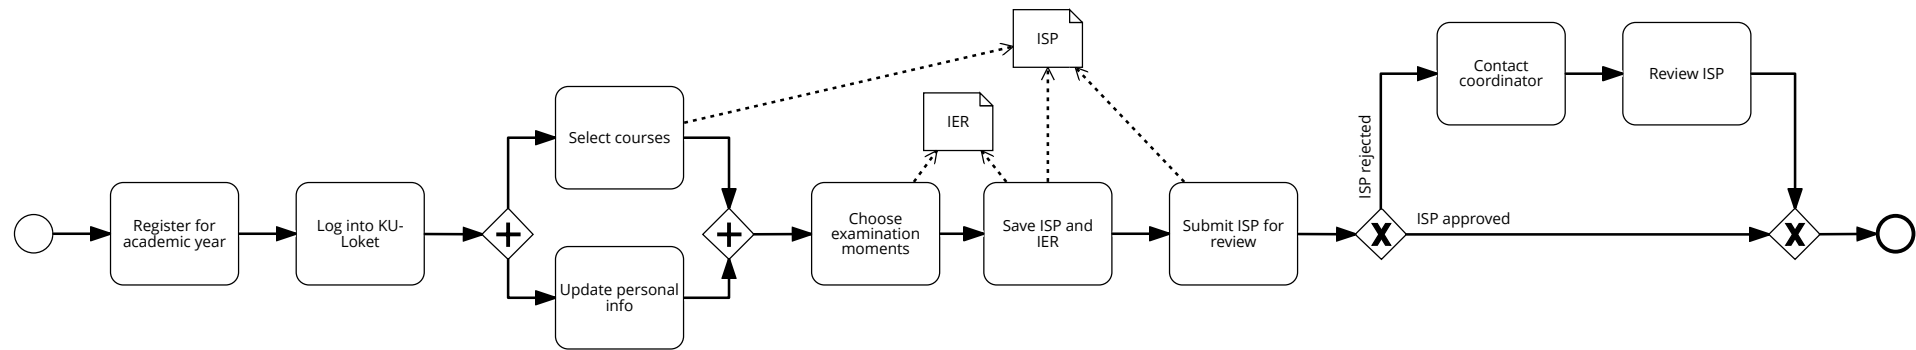 Register for
academic year
Log into KU-
Loket
Select courses
Update personal
info
ISP
IER
Choose
examination
moments
Save ISP and
IER
Submit ISP for
review
ISP rejected
ISP approved
Contact
coordinator
Review ISP